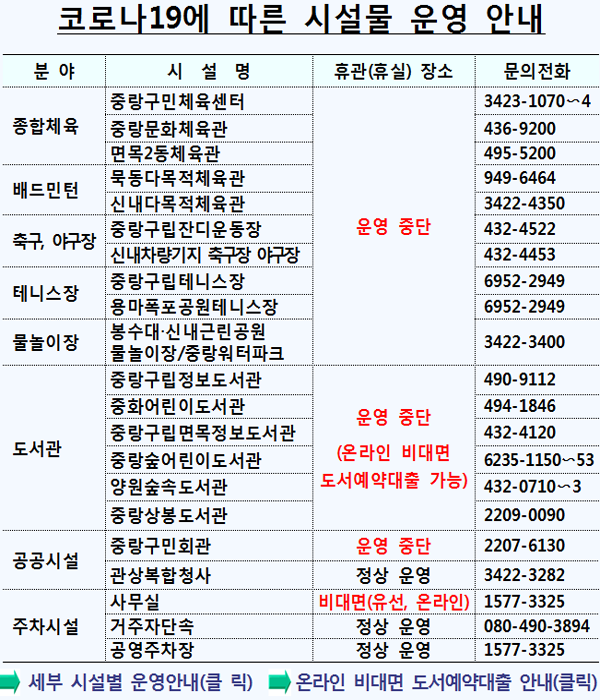 코로나19에 따른 시설물 운영 안내
분 야 시 설 명 휴관(휴실) 장소 문의전화
종합체육
중랑구민체육센터 3423-1070~4
중랑문화체육관 436-9200
면목2동체육관 495-5200
배드민턴
묵동다목적체육관 949-6464
신내다목적체육관 3422-4350
운영 중단
축구, 야구장
중랑구립잔디운동장 432-4522
신내차량기지 축구장 야구장 432-4453
테니스장
중랑구립테니스장 6952-2949
용마폭포공원테니스장 6952-2949
물놀이장
봉수대·신내근린공원
물놀이장/중랑워터파크
3422-3400
도서관
중랑구립정보도서관 490-9112
중화어린이도서관 494-1846
중랑구립면목정보도서관 432-4120
중랑숲어린이도서관 6235-1150~53
양원숲속도서관 432-0710~3
중랑상봉도서관 2209-0090
운영 중단
(온라인 비대면
도서예약대출 가능)
공공시설
중랑구민회관 운영 중단 2207-6130
관상복합청사 정상 운영 3422-3282
주차시설
사무실 비대면(유선, 온라인) 1577-3325
거주자단속 정상 운영 080-490-3894
공영주차장 정상 운영 1577-3325
세부 시설별 운영안내(클 릭) 온라인 비대면 도서예약대출 안내(클릭)